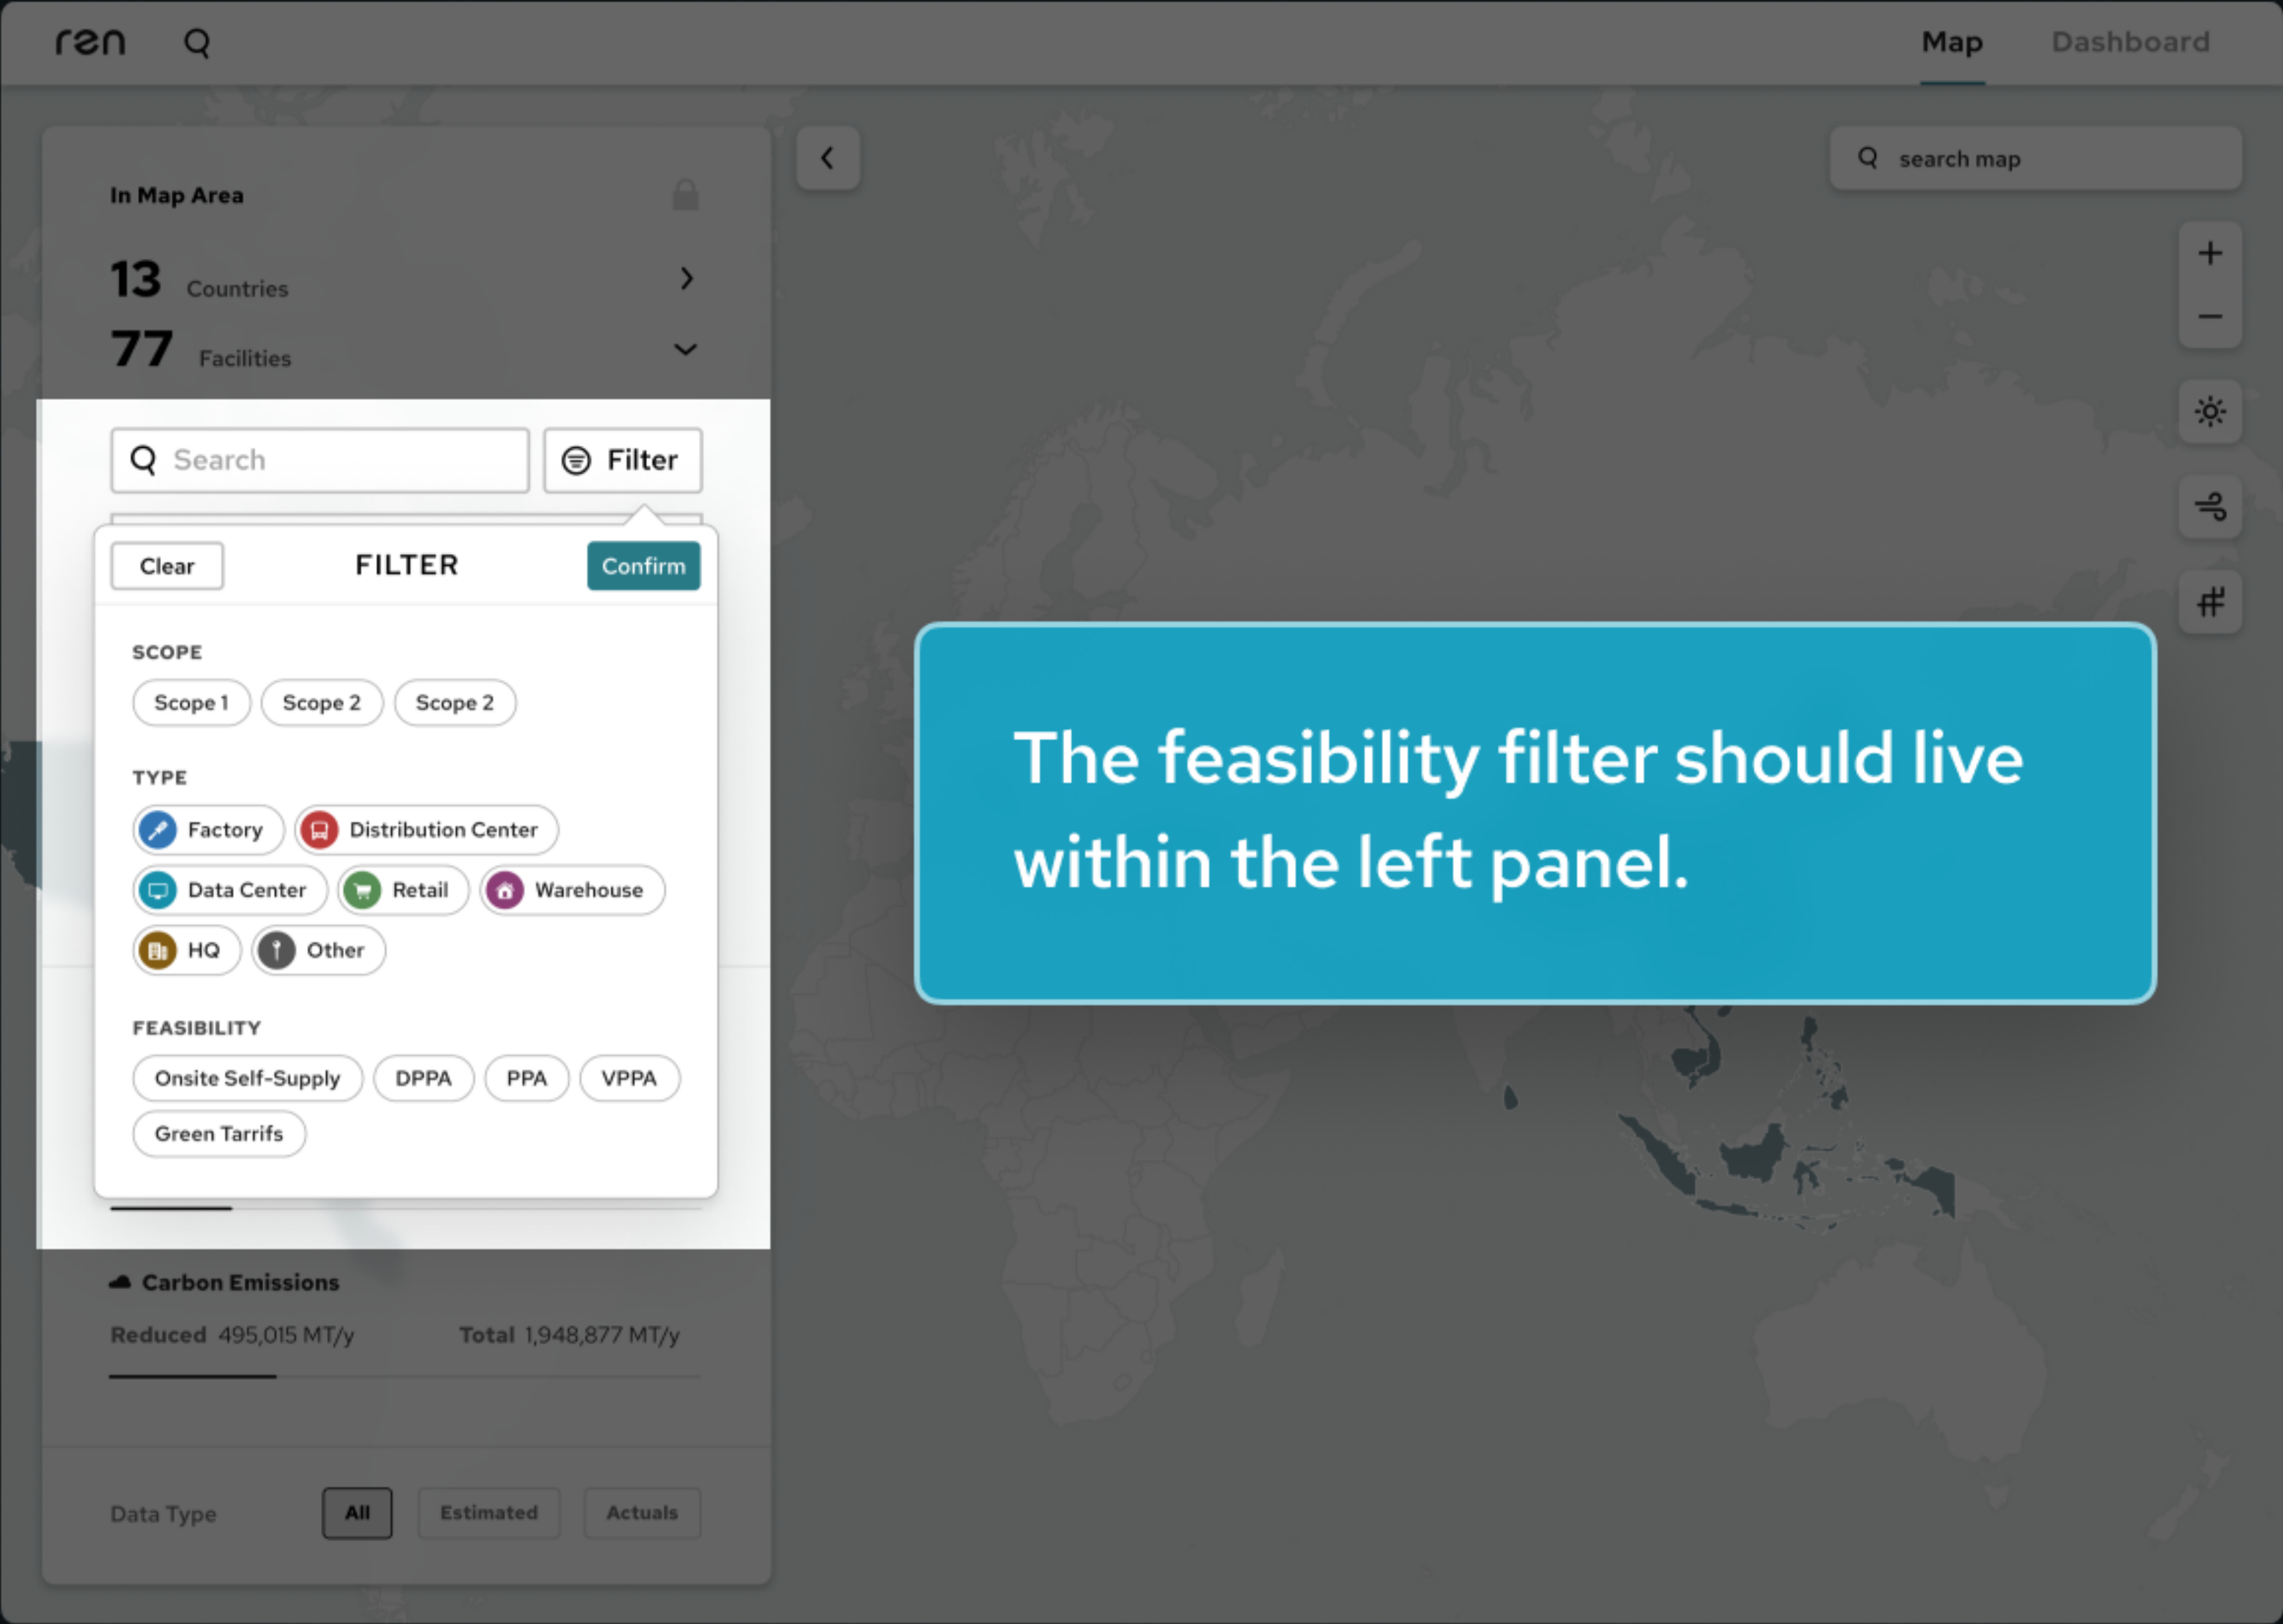 ren
Map Dashboard
In Map Area
search map
13 Countries
77 Facilities
Search Filter
Clear FILTER Confirm
SCOPE
Scope 1 Scope 2 Scope 2
TYPE
Factory Distribution Center
Data Center Retail Warehouse
HQ Other
FEASIBILITY
Onsite Self-Supply DPPA PPA VPPA
Green Tarrifs
The feasibility filter should live
within the left panel.
Carbon Emissions
Reduced 495,015 MT/y Total 1,948,877 MT/y
Data Type All Estimated Actuals